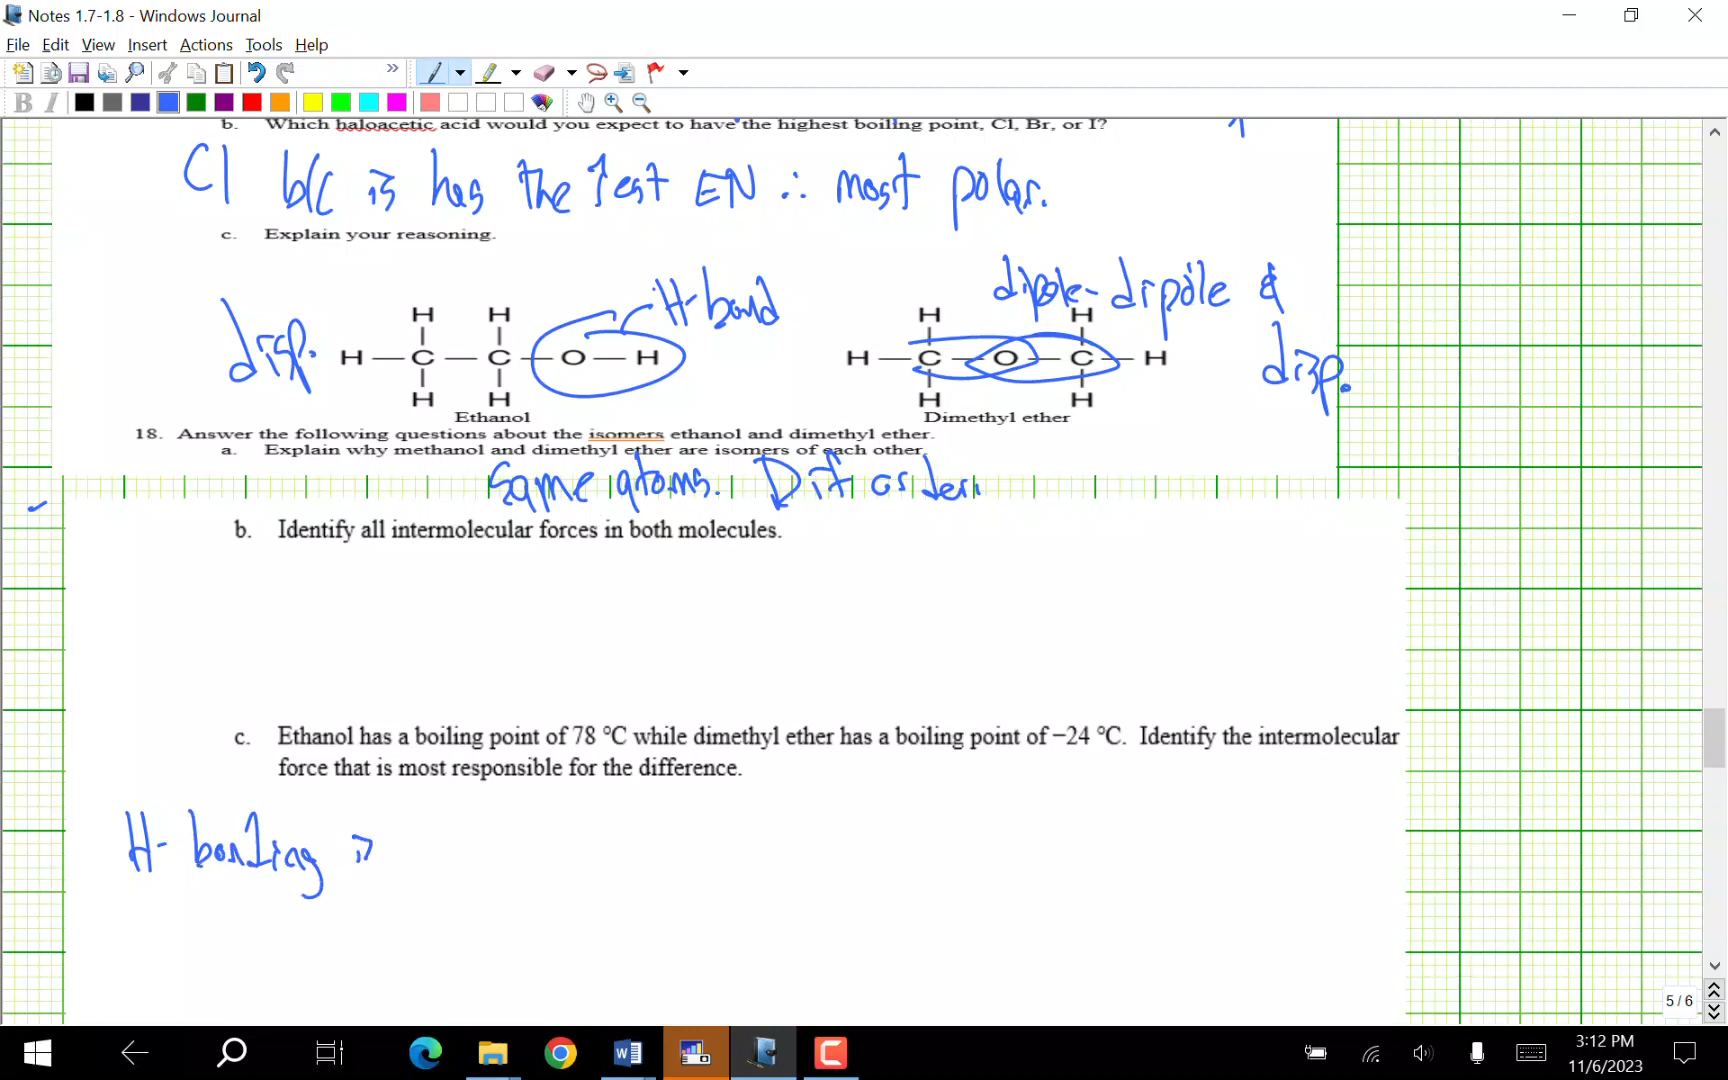 Notes 1.7-1.8 - Windows Journal
File Edit View Insert Actions Tools Help
B I
b. Which haloacetic acid would you expect to have the highest boiling point, Cl, Br, or I?
Cl b/c is has the ↑est EN ∴ most polar.
c. Explain your reasoning.
H-bond
dipole-dipole &
disp.
disp.
H H
H C C O H
H H
Ethanol
H H
H C O C H
H H
Dimethyl ether
18. Answer the following questions about the isomers ethanol and dimethyl ether.
a. Explain why methanol and dimethyl ether are isomers of each other.
Same atoms. Dif order.
b. Identify all intermolecular forces in both molecules.
c. Ethanol has a boiling point of 78 °C while dimethyl ether has a boiling point of −24 °C. Identify the intermolecular
force that is most responsible for the difference.
H-bonding is
5 / 6
3:12 PM
11/6/2023